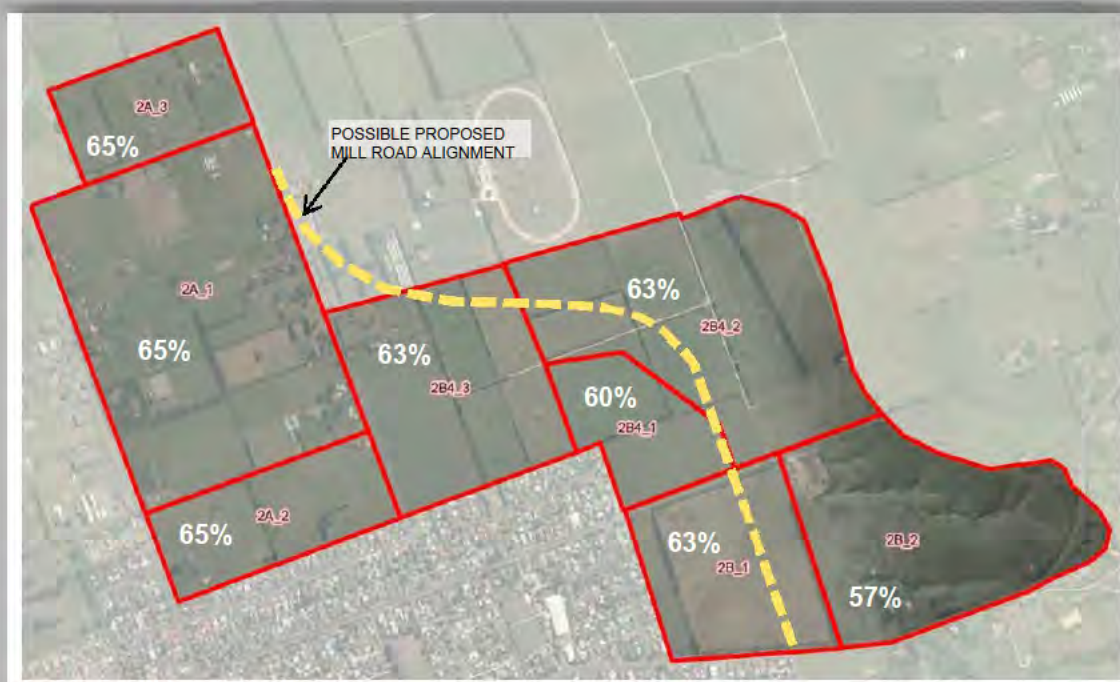 2A_3
65%
POSSIBLE PROPOSED
MILL ROAD ALIGNMENT
2A_1
65%
63%
2B4_2
63%
2B4_3
60%
2B4_1
2A_2
65%
63%
2B_1
2B_2
57%